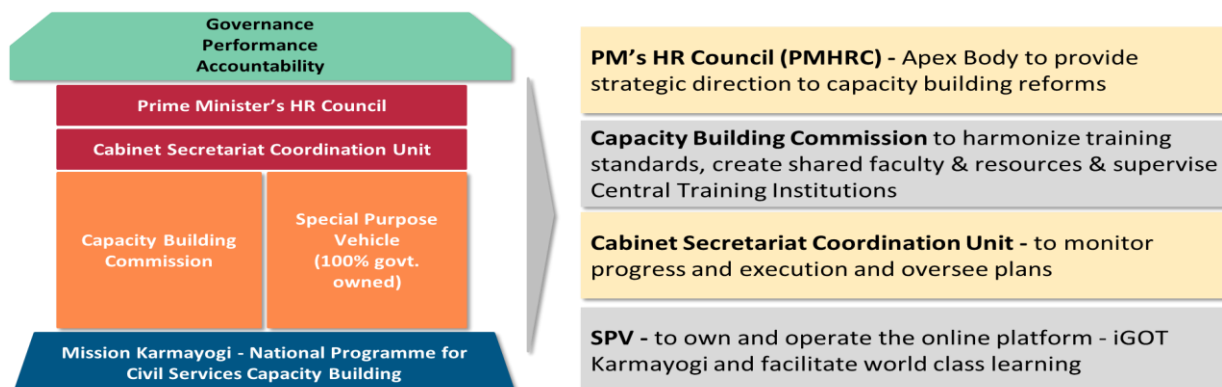 Governance
Performance
Accountability
Prime Minister's HR Council
Cabinet Secretariat Coordination Unit
Capacity Building
Commission
Special Purpose
Vehicle
(100% govt.
owned)
Mission Karmayogi - National Programme for
Civil Services Capacity Building
PM's HR Council (PMHRC) - Apex Body to provide
strategic direction to capacity building reforms
Capacity Building Commission to harmonize training
standards, create shared faculty & resources & supervise
Central Training Institutions
Cabinet Secretariat Coordination Unit - to monitor
progress and execution and oversee plans
SPV - to own and operate the online platform - iGOT
Karmayogi and facilitate world class learning